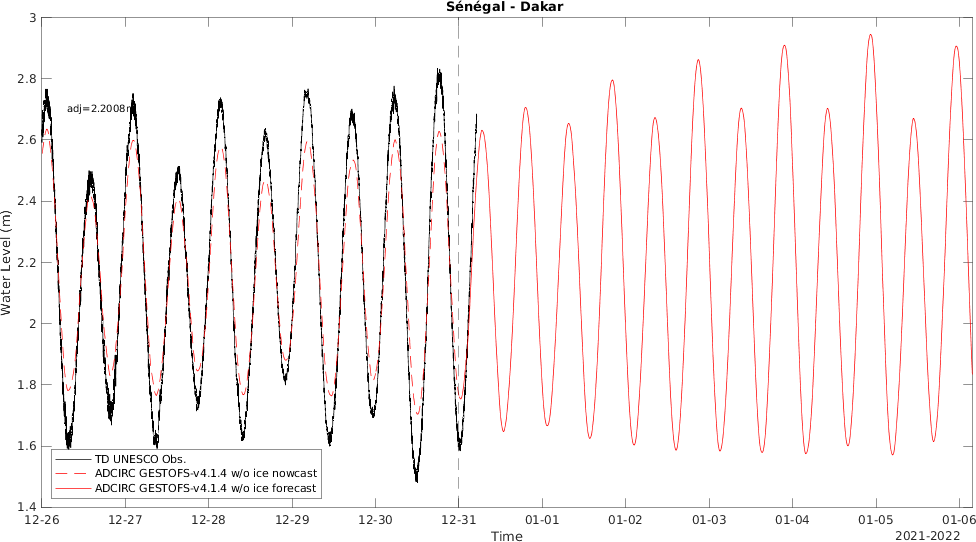 Sénégal - Dakar
3
2.8
2.6
2.4
2.2
2
1.8
1.6
1.4
Water Level (m)
adj=2.2008m
TD UNESCO Obs.
ADCIRC GESTOFS-v4.1.4 w/o ice nowcast
ADCIRC GESTOFS-v4.1.4 w/o ice forecast
12-26 12-27 12-28 12-29 12-30 12-31 01-01 01-02 01-03 01-04 01-05 01-06
Time
2021-2022